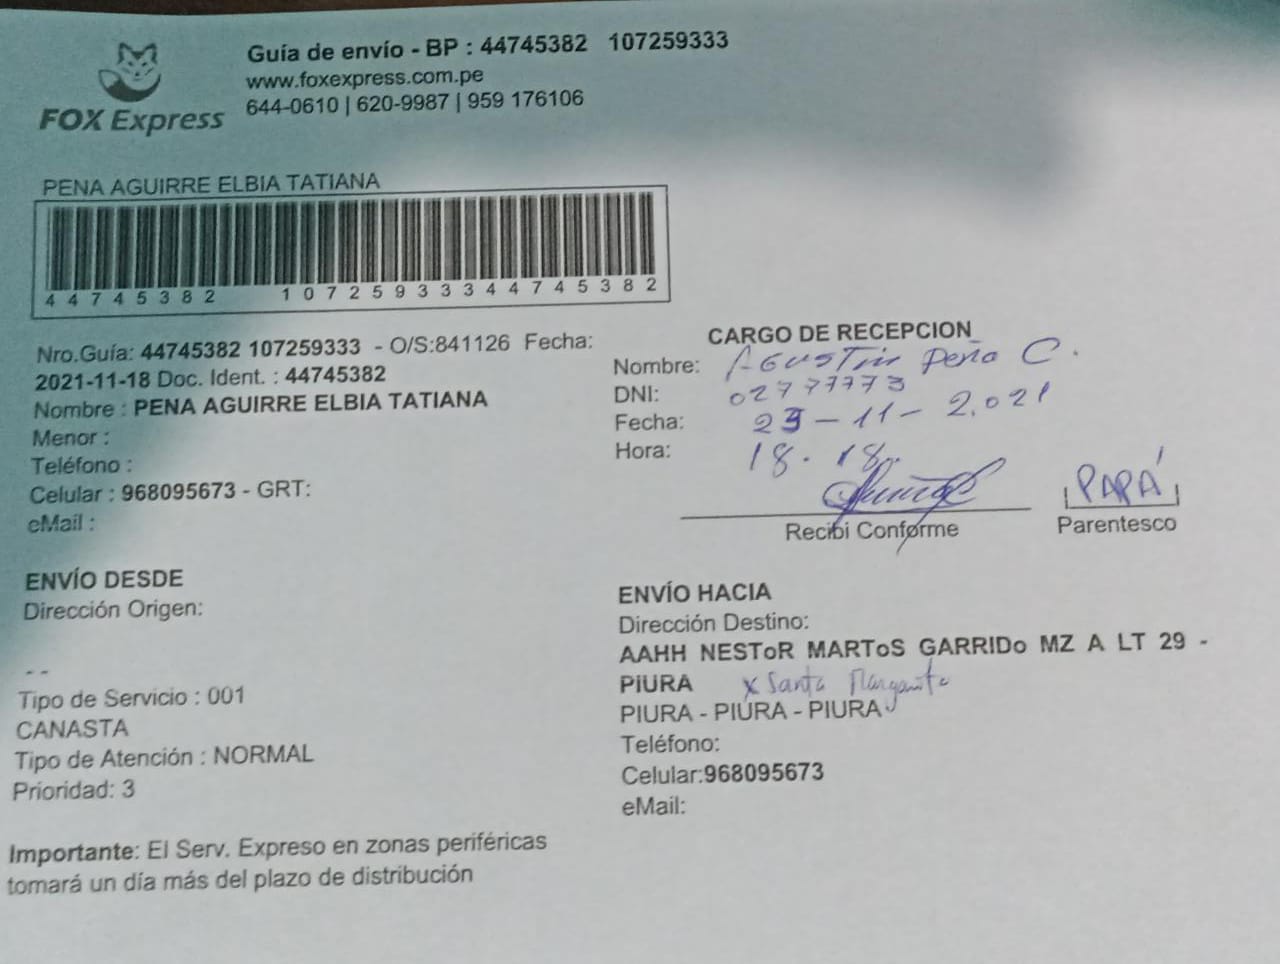 Guía de envío - BP : 44745382 107259333
www.foxexpress.com.pe
644-0610 | 620-9987 | 959 176106
FOX Express
PENA AGUIRRE ELBIA TATIANA
44745382 10725933344745382
Nro.Guía: 44745382 107259333 - O/S:841126 Fecha:
2021-11-18 Doc. Ident. : 44745382
Nombre : PENA AGUIRRE ELBIA TATIANA
Menor :
Teléfono :
Celular : 968095673 - GRT:
eMail :
CARGO DE RECEPCION
Nombre: Agustin Peña C.
DNI: 02777773
Fecha: 23-11-2.021
Hora: 18.18
Recibi Conforme
PAPÁ
Parentesco
ENVÍO DESDE
Dirección Origen:
- -
Tipo de Servicio : 001
CANASTA
Tipo de Atención : NORMAL
Prioridad: 3
ENVÍO HACIA
Dirección Destino:
AAHH NESToR MARToS GARRIDo MZ A LT 29 -
PiURA x Santa Margarita
PIURA - PIURA - PIURA
Teléfono:
Celular:968095673
eMail:
Importante: El Serv. Expreso en zonas periféricas
tomará un día más del plazo de distribución